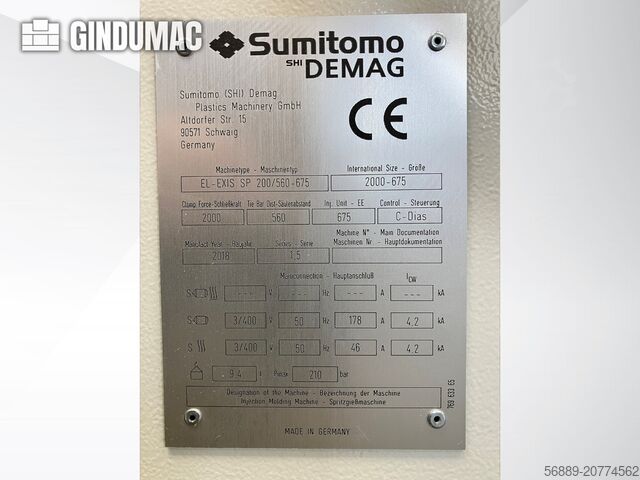 GINDUMAC
Sumitomo
SHI DEMAG
Sumitomo (SHI) Demag
Plastics Machinery GmbH
Altdorfer Str. 15
90571 Schwaig
Germany
CE
Machinetype - Maschinentyp International Size - Größe
EL-EXIS SP 200/560-675 2000-675
Clamp Force-Schließkraft Tie Bar Dist-Säulenabstand Inj. Unit - EE Control - Steuerung
2000 560 675 C-Dias
Manufact Year - Baujahr Series - Serie Machine N° - Main Documentation
Maschinen Nr - Hauptdokumentation
2018 1.5
Mainconnection - Hauptanschluß ICW
S --- V --- Hz --- A --- kA
S 3/400 V 50 Hz 178 A 4.2 kA
S 3/400 V 50 Hz 46 A 4.2 kA
9.4 t Pmax 210 bar
Designation of the Machine - Bezeichnung der Maschine
Injection Molding Machine - Spritzgießmaschine
769 633 65
MADE IN GERMANY
56889-20774562